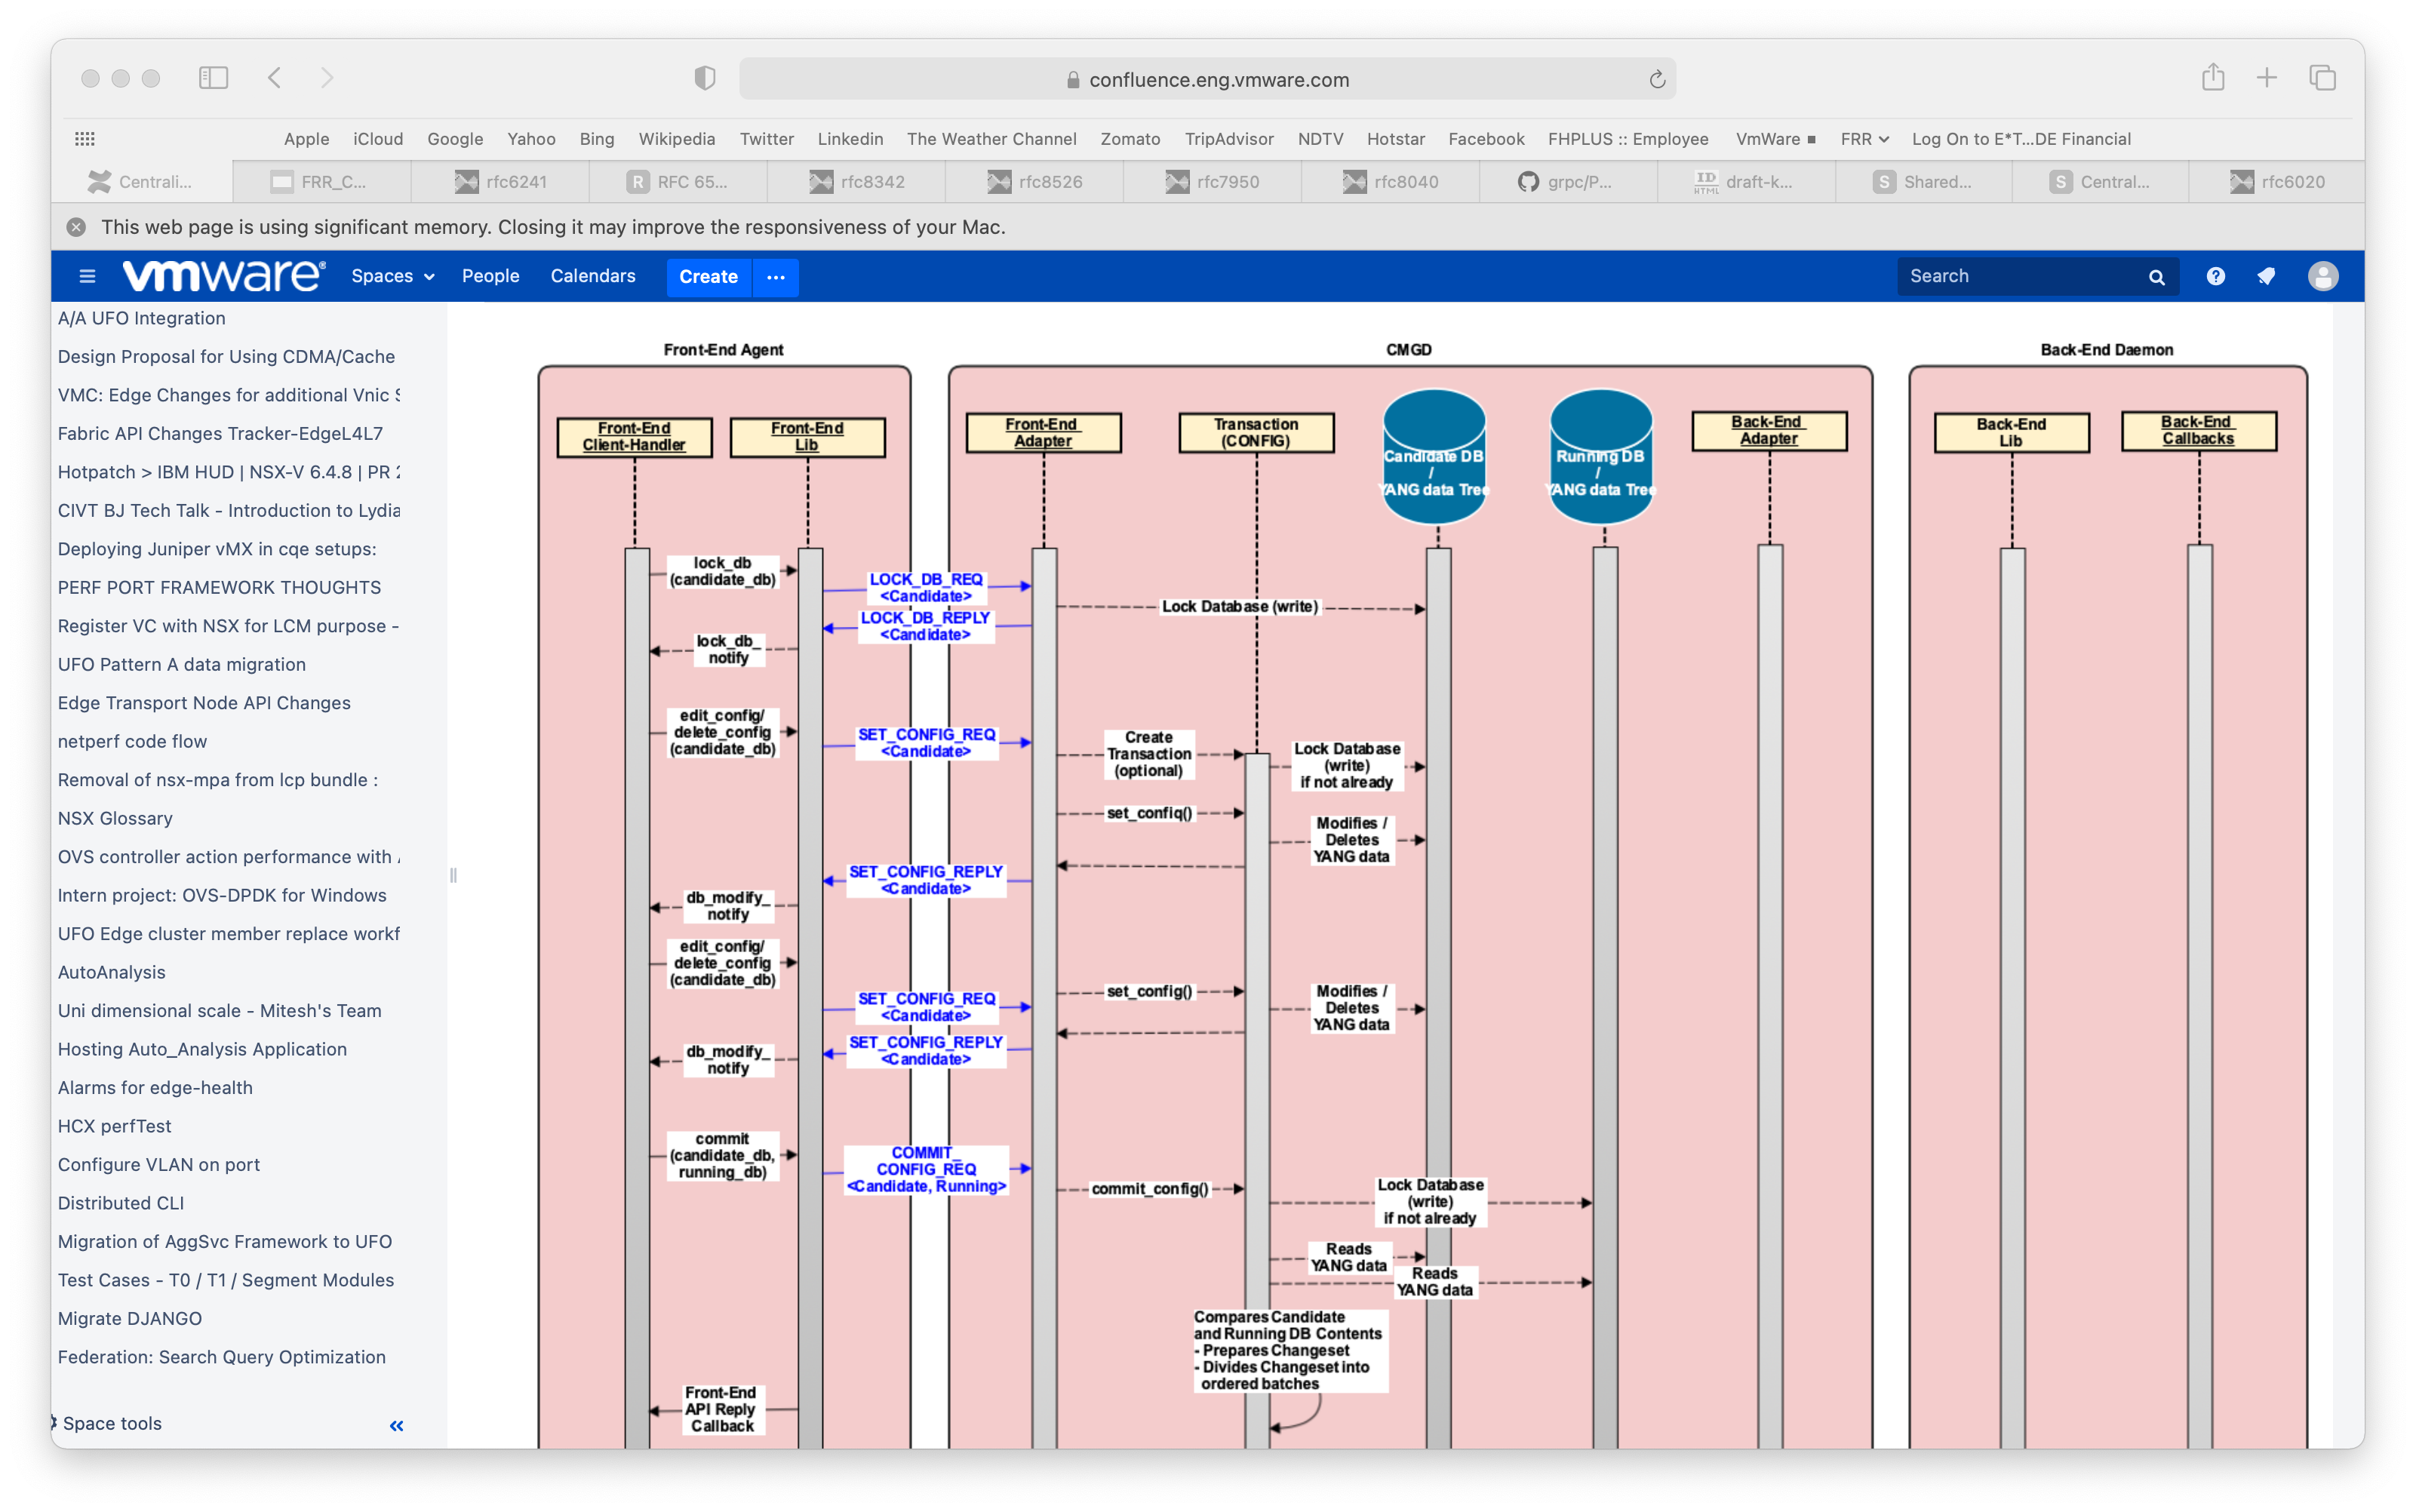 confluence.eng.vmware.com
Apple iCloud Google Yahoo Bing Wikipedia Twitter Linkedin The Weather Channel Zomato TripAdvisor NDTV Hotstar Facebook FHPLUS :: Employee VmWare FRR Log On to E*T...DE Financial
Centrali... FRR_C... rfc6241 RFC 65... rfc8342 rfc8526 rfc7950 rfc8040 grpc/P... draft-k... Shared... Central... rfc6020
This web page is using significant memory. Closing it may improve the responsiveness of your Mac.
vmware® Spaces People Calendars Create ... Search
A/A UFO Integration
Design Proposal for Using CDMA/Cache
VMC: Edge Changes for additional Vnic S
Fabric API Changes Tracker-EdgeL4L7
Hotpatch > IBM HUD | NSX-V 6.4.8 | PR 2
CIVT BJ Tech Talk - Introduction to Lydia
Deploying Juniper vMX in cqe setups:
PERF PORT FRAMEWORK THOUGHTS
Register VC with NSX for LCM purpose -
UFO Pattern A data migration
Edge Transport Node API Changes
netperf code flow
Removal of nsx-mpa from lcp bundle :
NSX Glossary
OVS controller action performance with
Intern project: OVS-DPDK for Windows
UFO Edge cluster member replace workf
AutoAnalysis
Uni dimensional scale - Mitesh's Team
Hosting Auto_Analysis Application
Alarms for edge-health
HCX perfTest
Configure VLAN on port
Distributed CLI
Migration of AggSvc Framework to UFO
Test Cases - T0 / T1 / Segment Modules
Migrate DJANGO
Federation: Search Query Optimization
Space tools
Front-End Agent
CMGD
Back-End Daemon
Front-End
Client-Handler
Front-End
Lib
Front-End
Adapter
Transaction
(CONFIG)
Candidate DB
/
YANG data Tree
Running DB
/
YANG data Tree
Back-End
Adapter
Back-End
Lib
Back-End
Callbacks
lock_db
(candidate_db)
LOCK_DB_REQ
<Candidate>
Lock Database (write)
LOCK_DB_REPLY
<Candidate>
lock_db_
notify
edit_config/
delete_config
(candidate_db)
SET_CONFIG_REQ
<Candidate>
Create
Transaction
(optional)
Lock Database
(write)
if not already
set_config()
Modifies /
Deletes
YANG data
SET_CONFIG_REPLY
<Candidate>
db_modify_
notify
edit_config/
delete_config
(candidate_db)
SET_CONFIG_REQ
<Candidate>
set_config()
Modifies /
Deletes
YANG data
SET_CONFIG_REPLY
<Candidate>
db_modify_
notify
commit
(candidate_db,
running_db)
COMMIT_
CONFIG_REQ
<Candidate, Running>
commit_config()
Lock Database
(write)
if not already
Reads
YANG data
Reads
YANG data
Compares Candidate
and Running DB Contents
- Prepares Changeset
- Divides Changeset into
ordered batches
Front-End
API Reply
Callback